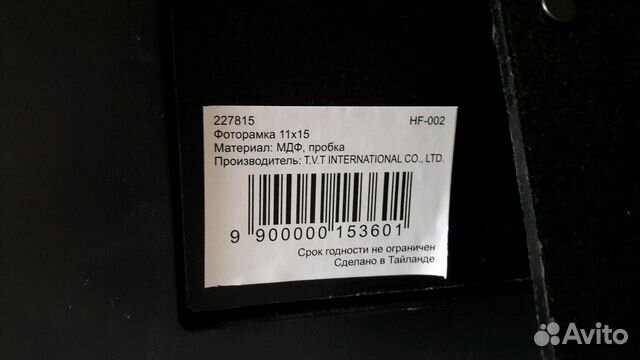 227815 HF-002
Фоторамка 11x15
Материал: МДФ, пробка
Производитель: T.V.T INTERNATIONAL CO., LTD.
9 900000 153601
Срок годности не ограничен
Сделано в Тайланде
Avito